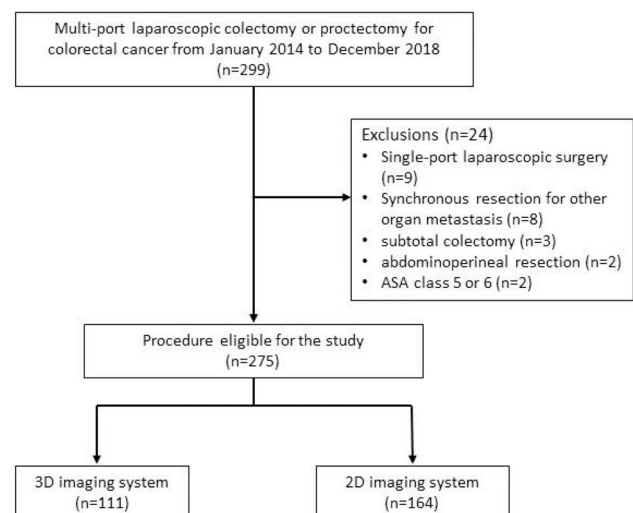 Multi-port laparoscopic colectomy or proctectomy for
colorectal cancer from January 2014 to December 2018
(n=299)
Exclusions (n=24)
• Single-port laparoscopic surgery
(n=9)
• Synchronous resection for other
organ metastasis (n=8)
• subtotal colectomy (n=3)
• abdominoperineal resection (n=2)
• ASA class 5 or 6 (n=2)
Procedure eligible for the study
(n=275)
3D imaging system
(n=111)
2D imaging system
(n=164)